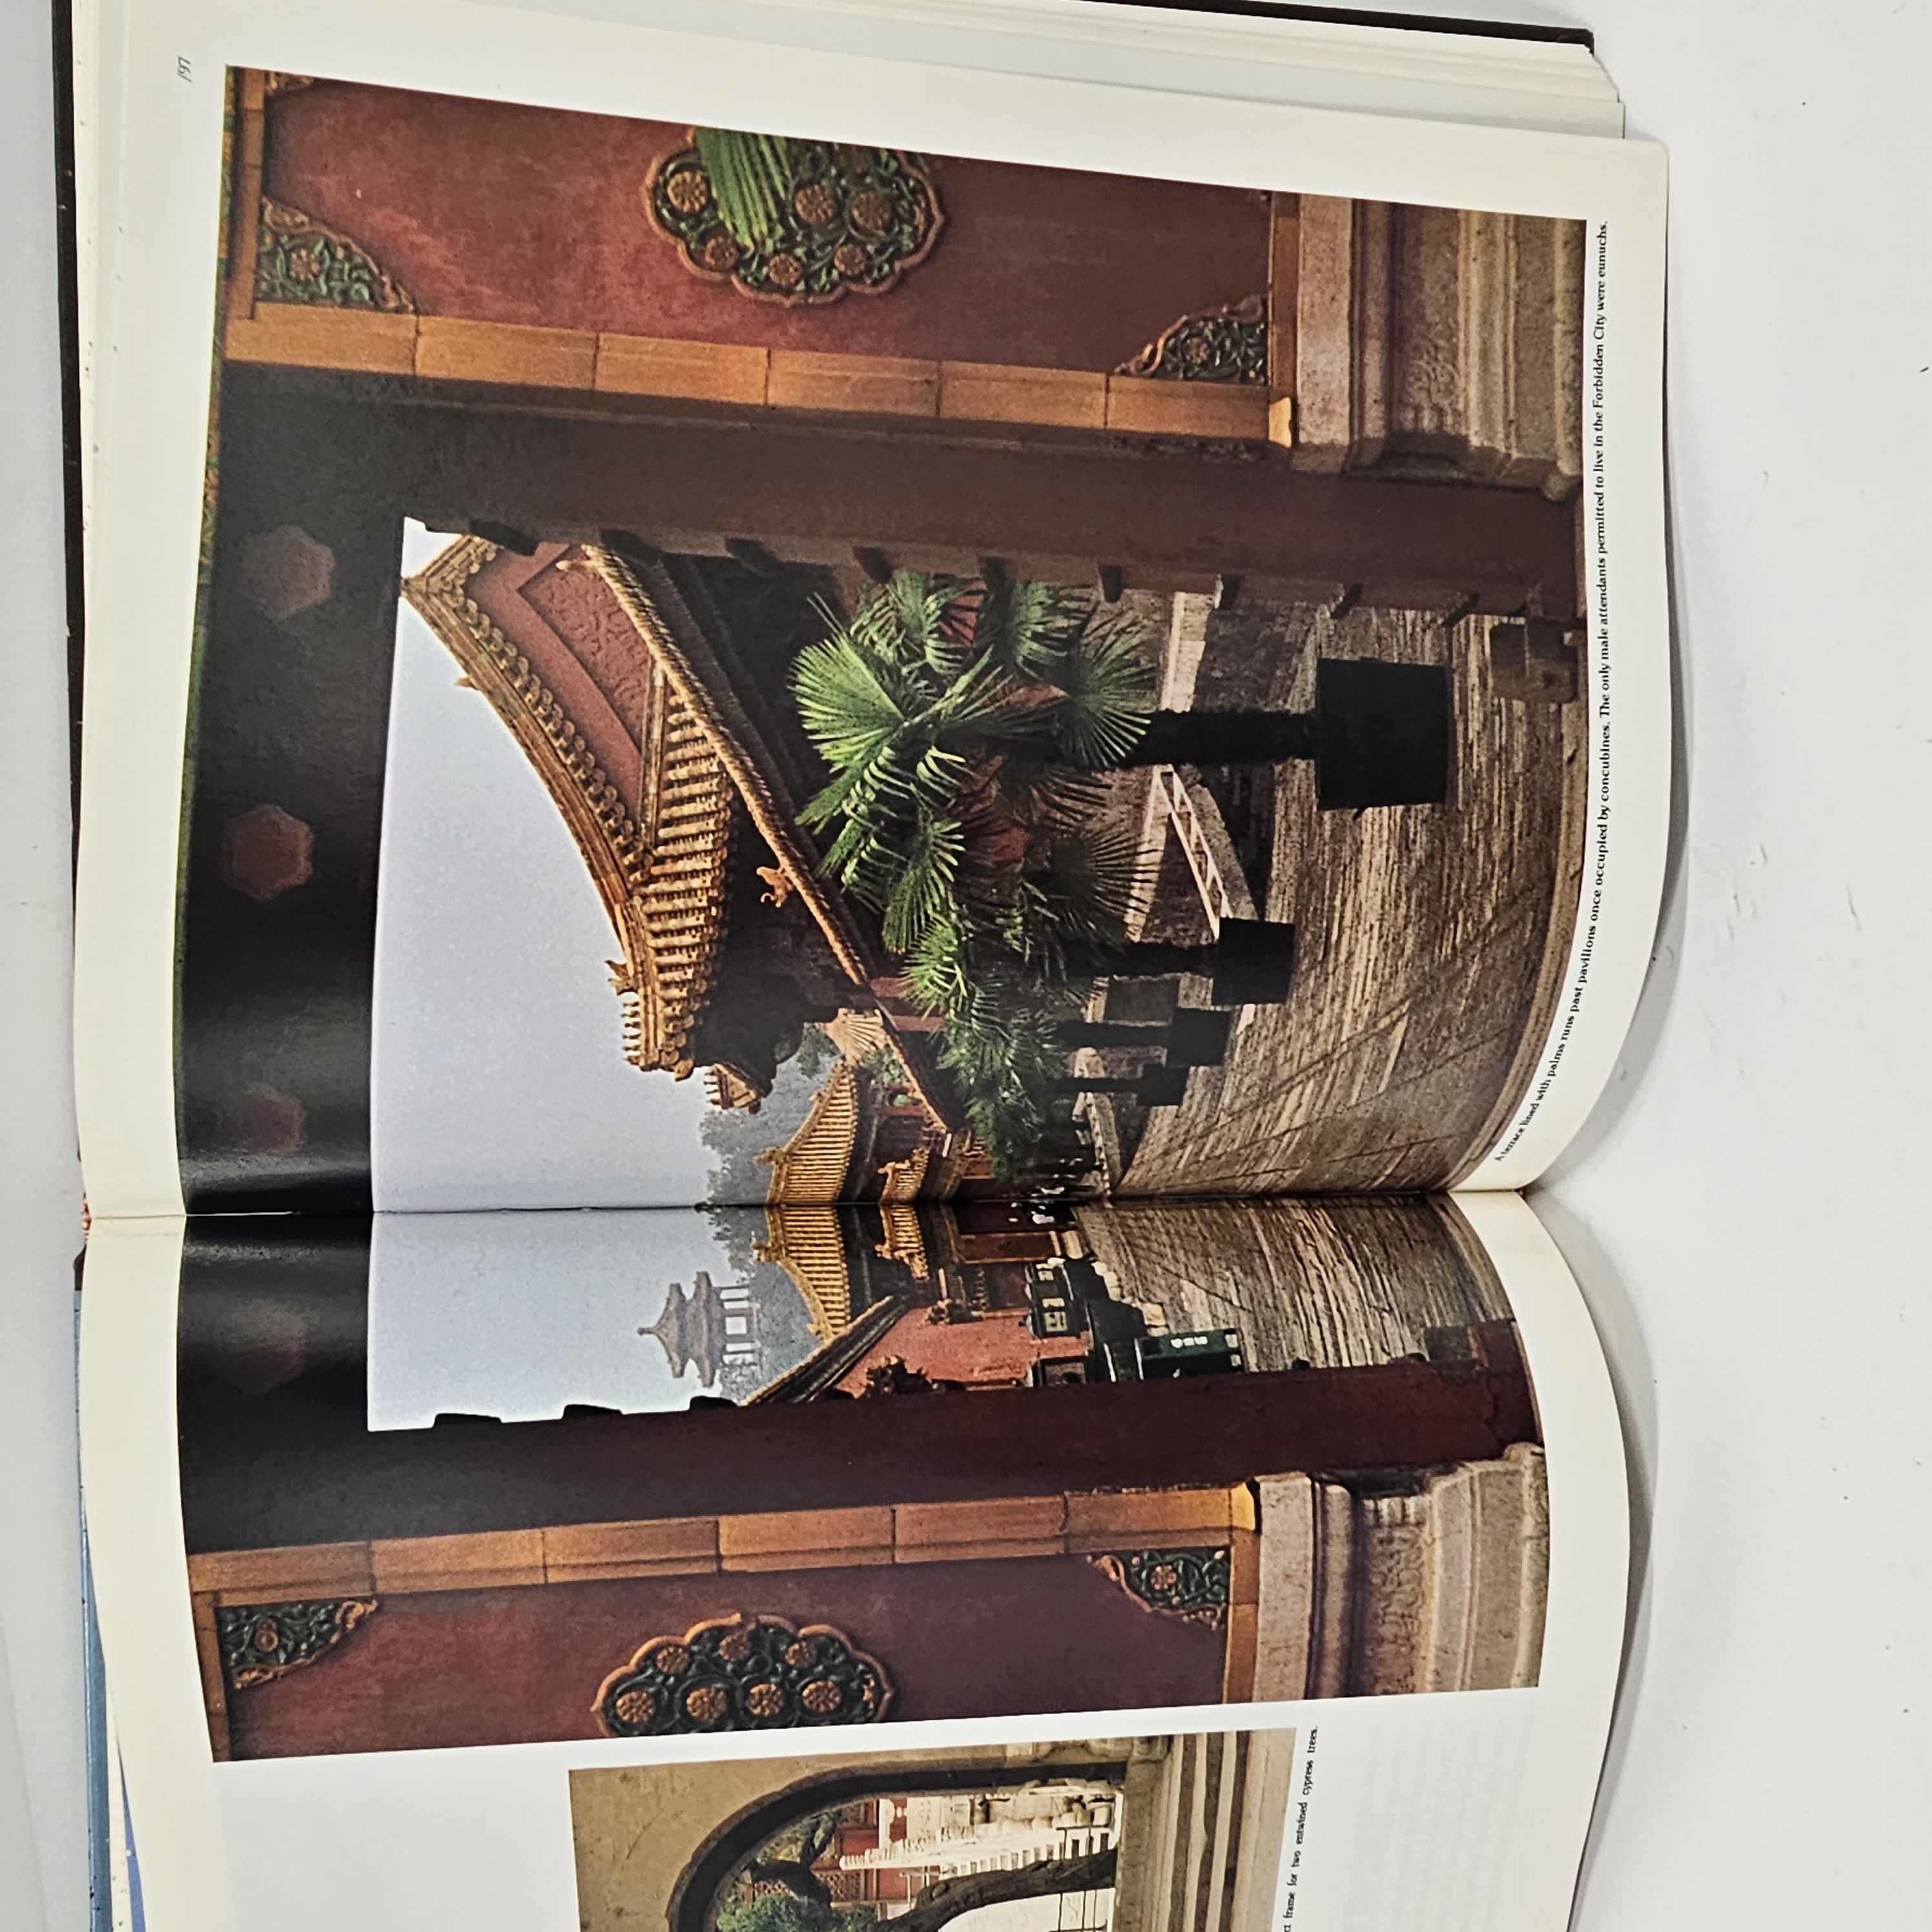 /97
ct frame for two entwined cypress trees.
A terrace lined with palms runs past pavilions once occupied by concubines. The only male attendants permitted to live in the Forbidden City were eunuchs.